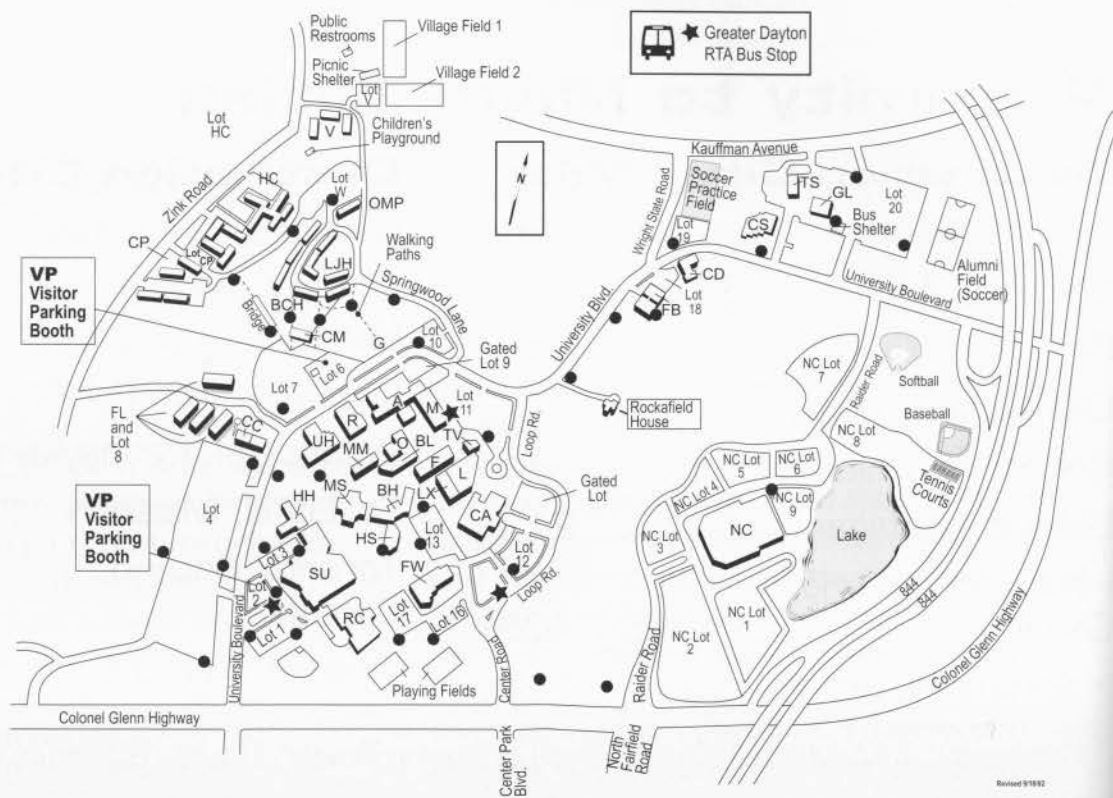 Public
Restrooms
Picnic
Shelter
Village Field 1
Village Field 2
Lot
V
V
Children's
Playground
Greater Dayton
RTA Bus Stop
N
Lot
HC
Zink Road
HC
Lot
W
OMP
Walking
Paths
CP
Lot
CP
LJH
Springwood Lane
BCH
Bridge
CM
G
VP
Visitor
Parking
Booth
Lot
10
Gated
Lot 9
Lot 6
Lot 7
FL
and
Lot
8
CC
A
M
Lot
11
R
TV
UH
MM
O
BL
E
L
LX
MS
BH
HH
HS
CA
Gated
Lot
Loop Rd.
VP
Visitor
Parking
Booth
Lot
4
Lot 3
Lot
2
Lot 1
SU
RC
FW
Lot
13
Lot
12
Loop Rd.
Lot
17
Lot 16
Playing Fields
University Boulevard
Center Road
Colonel Glenn Highway
Center Park
Blvd.
North
Fairfield
Road
Raider Road
Kauffman Avenue
Wright State Road
Soccer
Practice
Field
Lot
19
TS
GL
CS
Bus
Shelter
Lot
20
Alumni
Field
(Soccer)
University Boulevard
CD
Lot
18
FB
University Blvd.
Rockafield
House
NC Lot
7
Raider Road
Softball
Baseball
NC Lot
8
Tennis
Courts
NC Lot
5
NC Lot
6
NC Lot 4
NC Lot
9
NC
NC Lot
3
Lake
NC Lot
2
NC Lot
1
844
844
Colonel Glenn Highway
Revised 9/18/92